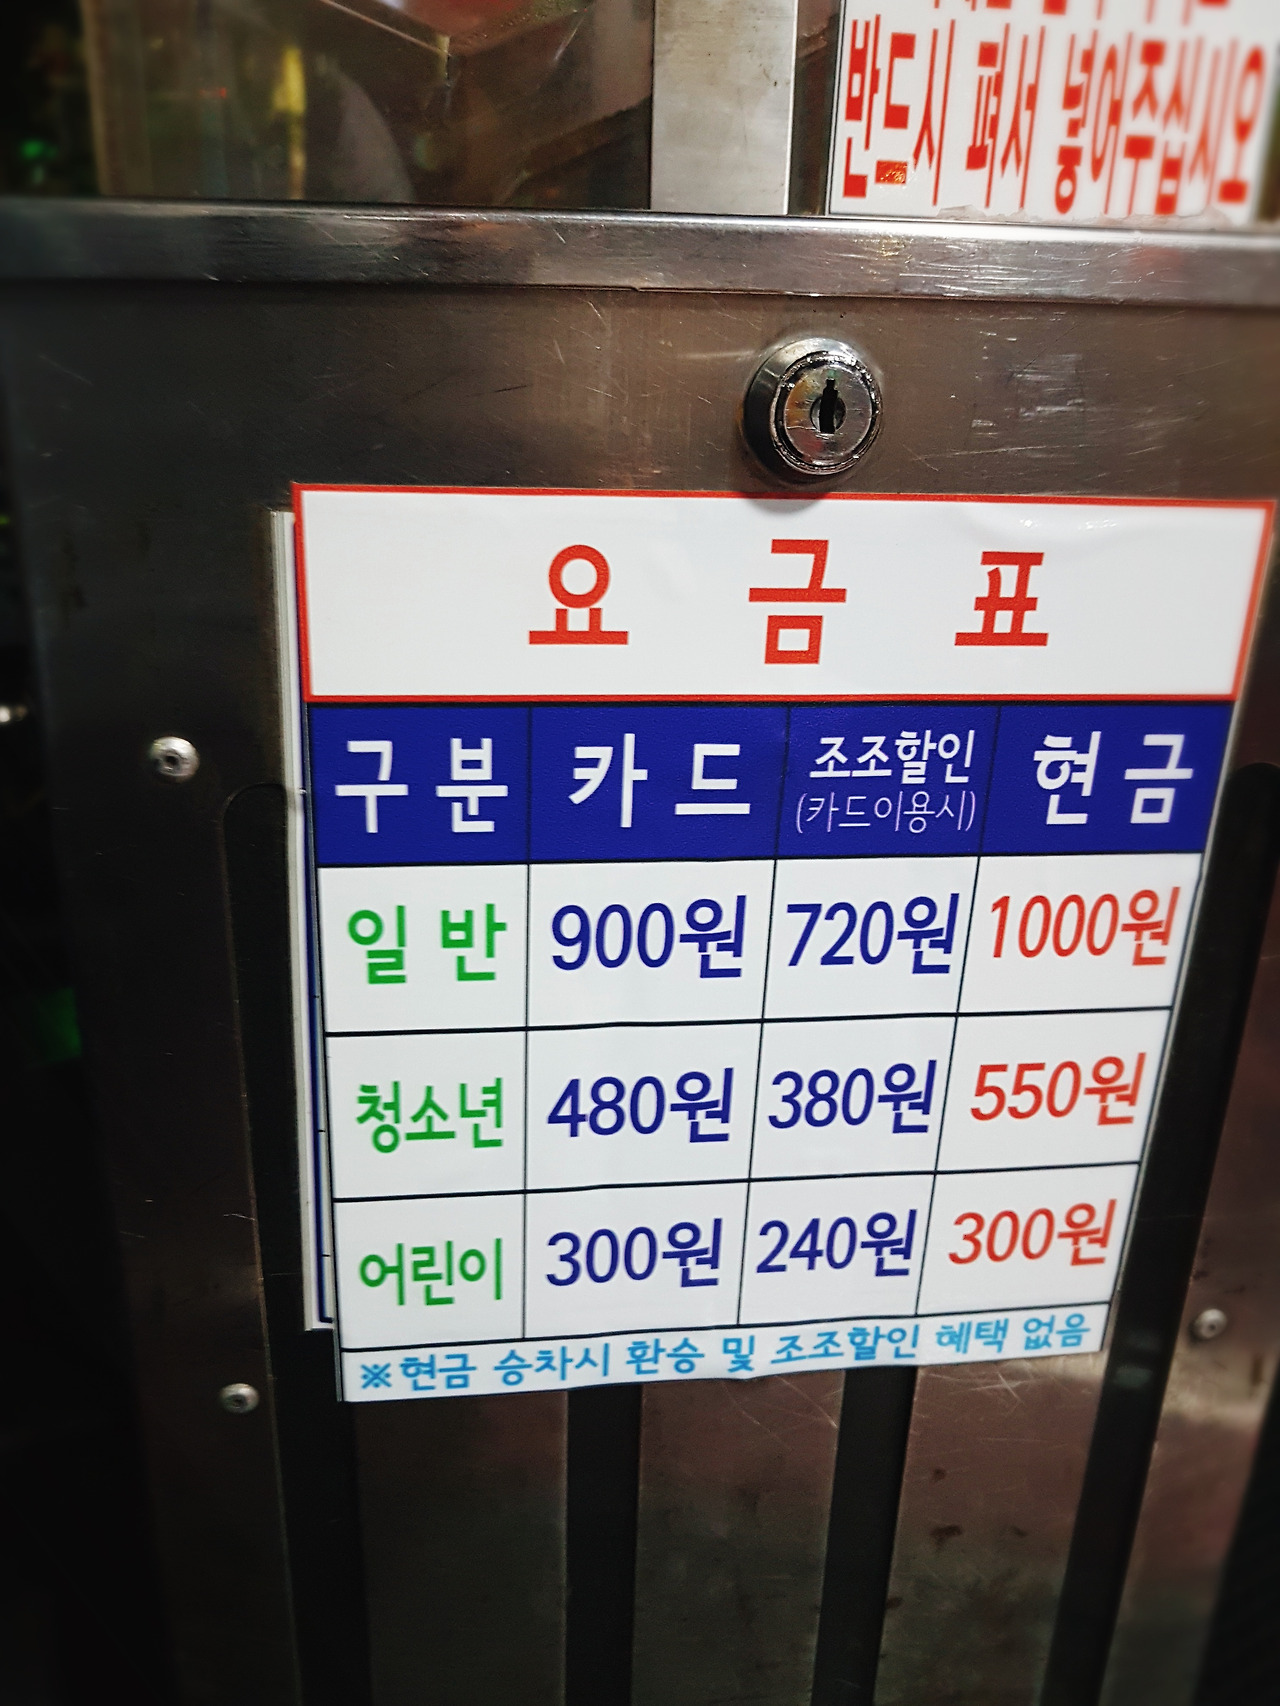 반드시 펴서 넣어주십시오
요 금 표
구 분 카 드 조조할인 현 금
(카드이용시)
일 반 900원 720원 1000원
청소년 480원 380원 550원
어린이 300원 240원 300원
※현금 승차시 환승 및 조조할인 혜택 없음